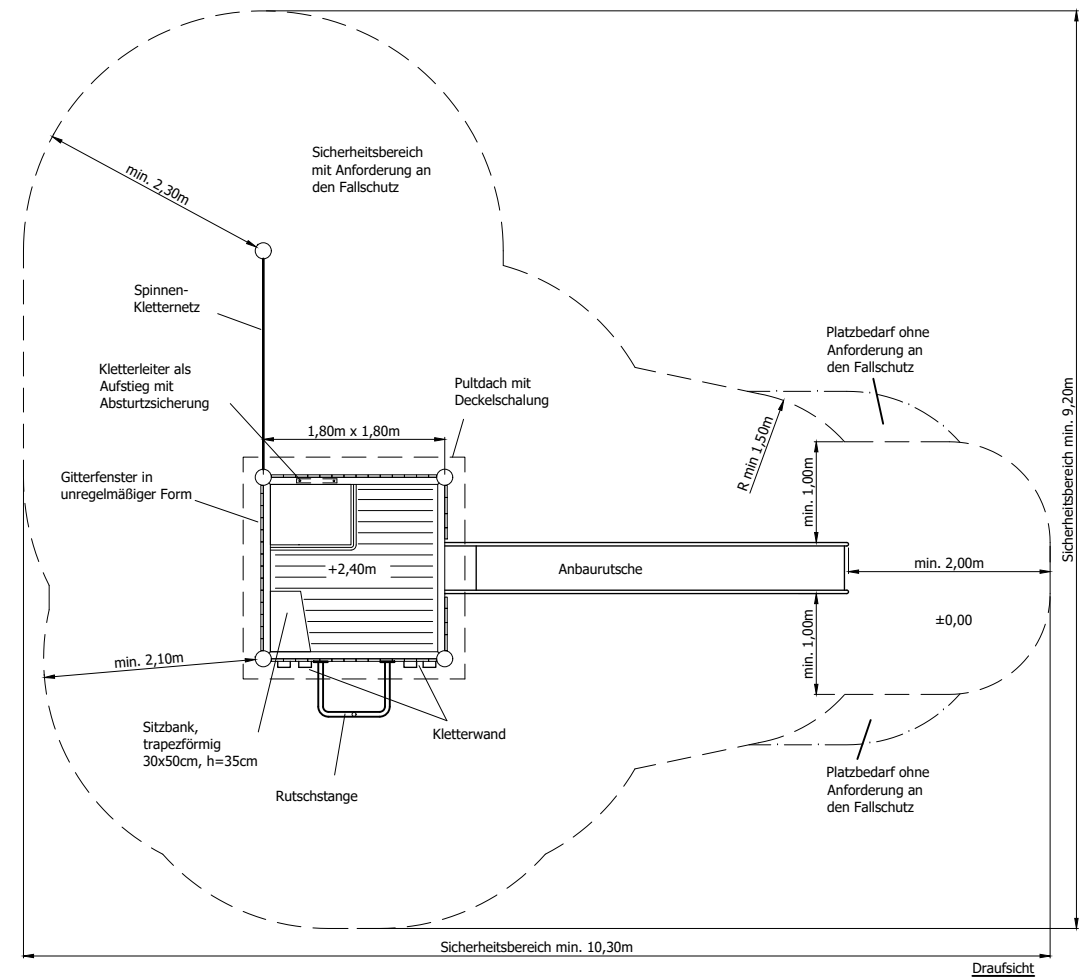 min. 2,30m
Sicherheitsbereich
mit Anforderung an
den Fallschutz
Spinnen-
Kletternetz
Kletterleiter als
Aufstieg mit
Absturtzsicherung
Pultdach mit
Deckelschalung
Platzbedarf ohne
Anforderung an
den Fallschutz
Sicherheitsbereich min. 9,20m
1,80m x 1,80m
R min 1,50m
Gitterfenster in
unregelmäßiger Form
min. 1,00m
+2,40m
Anbaurutsche
min. 2,00m
±0,00
min. 1,00m
min. 2,10m
Sitzbank,
trapezförmig
30x50cm, h=35cm
Kletterwand
Rutschstange
Platzbedarf ohne
Anforderung an
den Fallschutz
Sicherheitsbereich min. 10,30m
Draufsicht